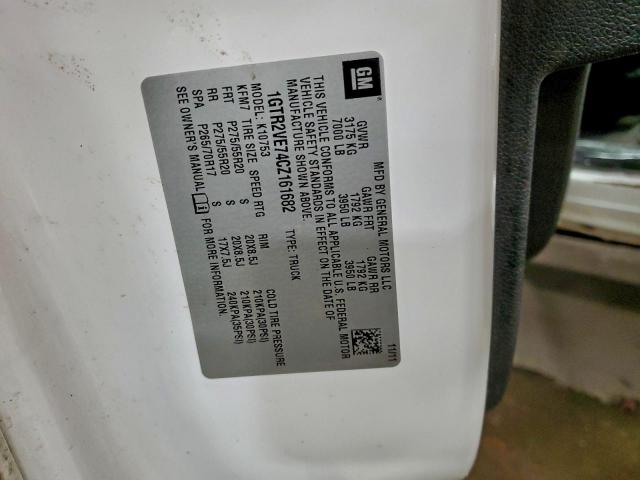 GM
MFD BY GENERAL MOTORS LLC 11/11
GVWR GAWR FRT GAWR RR
3175 KG 1792 KG 1792 KG
7000 LB 3950 LB 3950 LB
THIS VEHICLE CONFORMS TO ALL APPLICABLE U.S. FEDERAL MOTOR
VEHICLE SAFETY STANDARDS IN EFFECT ON THE DATE OF
MANUFACTURE SHOWN ABOVE.
1GTR2VE74CZ161682 TYPE: TRUCK
MODEL: K10753
KFM7 TIRE SIZE SPEED RTG RIM COLD TIRE PRESSURE
FRT P275/55R20 S 20X8.5J 210KPA(30PSI)
RR P275/55R20 S 20X8.5J 210KPA(30PSI)
SPA P265/70R17 S 17X7.5J 240KPA(35PSI)
SEE OWNER'S MANUAL FOR MORE INFORMATION.